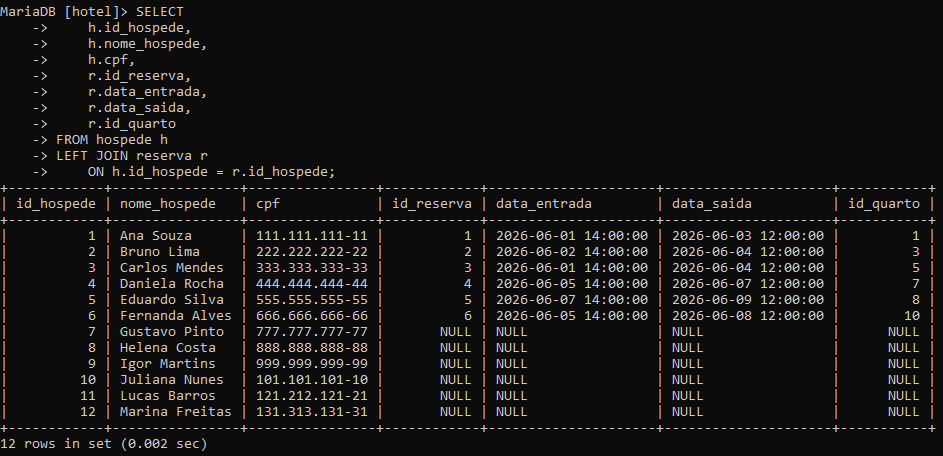 MariaDB [hotel]> SELECT
    ->     h.id_hospede,
    ->     h.nome_hospede,
    ->     h.cpf,
    ->     r.id_reserva,
    ->     r.data_entrada,
    ->     r.data_saida,
    ->     r.id_quarto
    -> FROM hospede h
    -> LEFT JOIN reserva r
    ->     ON h.id_hospede = r.id_hospede;
+------------+----------------+----------------+------------+---------------------+---------------------+-----------+
| id_hospede | nome_hospede   | cpf            | id_reserva | data_entrada        | data_saida          | id_quarto |
+------------+----------------+----------------+------------+---------------------+---------------------+-----------+
|          1 | Ana Souza      | 111.111.111-11 |          1 | 2026-06-01 14:00:00 | 2026-06-03 12:00:00 |         1 |
|          2 | Bruno Lima     | 222.222.222-22 |          2 | 2026-06-02 14:00:00 | 2026-06-04 12:00:00 |         3 |
|          3 | Carlos Mendes  | 333.333.333-33 |          3 | 2026-06-01 14:00:00 | 2026-06-04 12:00:00 |         5 |
|          4 | Daniela Rocha  | 444.444.444-44 |          4 | 2026-06-05 14:00:00 | 2026-06-07 12:00:00 |         7 |
|          5 | Eduardo Silva  | 555.555.555-55 |          5 | 2026-06-07 14:00:00 | 2026-06-09 12:00:00 |         8 |
|          6 | Fernanda Alves | 666.666.666-66 |          6 | 2026-06-05 14:00:00 | 2026-06-08 12:00:00 |        10 |
|          7 | Gustavo Pinto  | 777.777.777-77 |       NULL | NULL                | NULL                |      NULL |
|          8 | Helena Costa   | 888.888.888-88 |       NULL | NULL                | NULL                |      NULL |
|          9 | Igor Martins   | 999.999.999-99 |       NULL | NULL                | NULL                |      NULL |
|         10 | Juliana Nunes  | 101.101.101-10 |       NULL | NULL                | NULL                |      NULL |
|         11 | Lucas Barros   | 121.212.121-21 |       NULL | NULL                | NULL                |      NULL |
|         12 | Marina Freitas | 131.313.131-31 |       NULL | NULL                | NULL                |      NULL |
+------------+----------------+----------------+------------+---------------------+---------------------+-----------+
12 rows in set (0.002 sec)